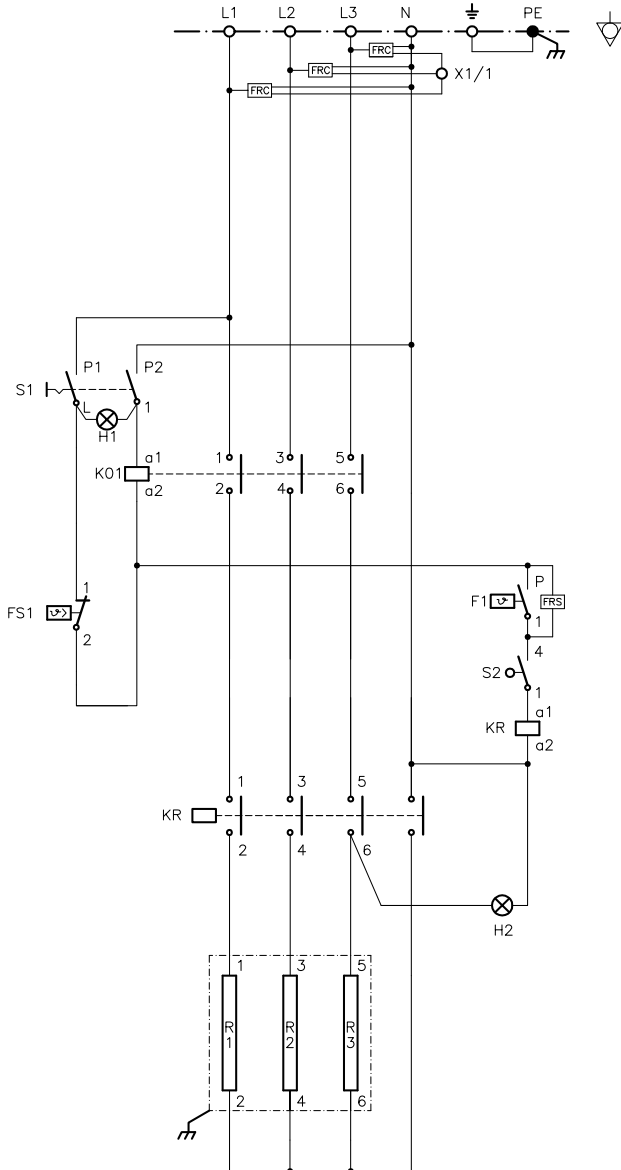 L1 L2 L3 N PE
FRC
FRC X1/1
FRC
P1 P2
S1
L 1
H1
a1 1 3 5
K01
a2 2 4 6
P
1 F1 FRS
FS1 1
2
4
S2
1
a1
KR
a2
1 3 5
KR
2 4 6
H2
1 3 5
R R R
1 2 3
2 4 6